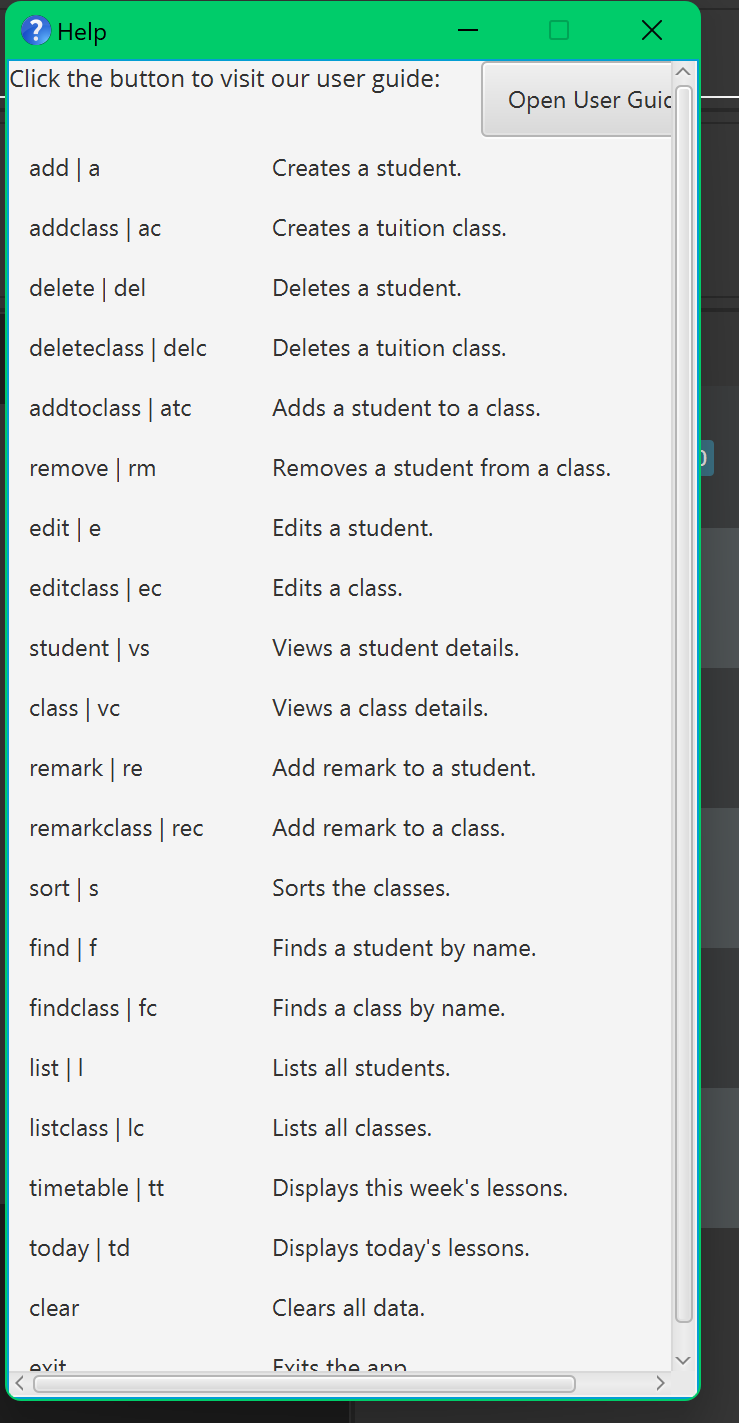 Help
Click the button to visit our user guide:
Open User Guid
add | a Creates a student.
addclass | ac Creates a tuition class.
delete | del Deletes a student.
deleteclass | delc Deletes a tuition class.
addtoclass | atc Adds a student to a class.
remove | rm Removes a student from a class.
edit | e Edits a student.
editclass | ec Edits a class.
student | vs Views a student details.
class | vc Views a class details.
remark | re Add remark to a student.
remarkclass | rec Add remark to a class.
sort | s Sorts the classes.
find | f Finds a student by name.
findclass | fc Finds a class by name.
list | l Lists all students.
listclass | lc Lists all classes.
timetable | tt Displays this week's lessons.
today | td Displays today's lessons.
clear Clears all data.
exit Exits the app.